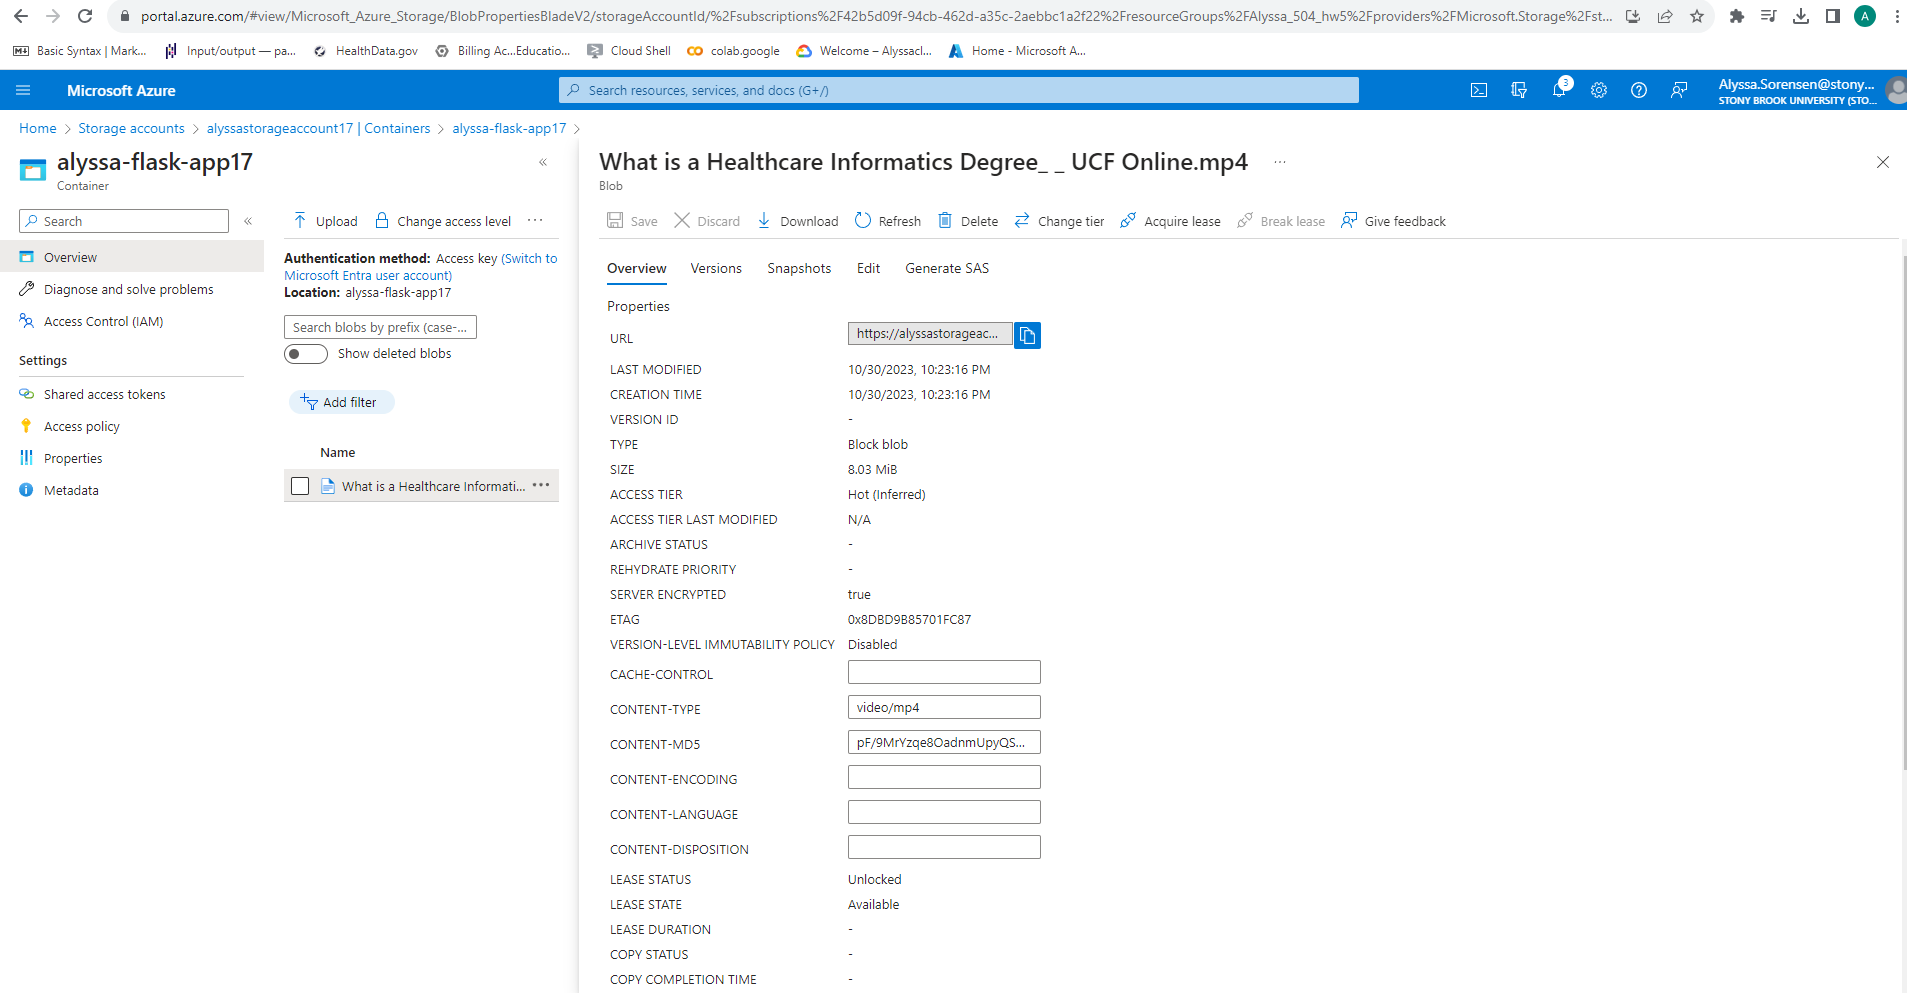 portal.azure.com/#view/Microsoft_Azure_Storage/BlobPropertiesBladeV2/storageAccountId/%2Fsubscriptions%2F42b5d09f-94cb-462d-a35c-2aebbc1a2f22%2FresourceGroups%2FAlyssa_504_hw5%2Fproviders%2FMicrosoft.Storage%2Fst...
A
Basic Syntax | Mark...
Input/output — pa...
HealthData.gov
Billing Ac...Educatio...
Cloud Shell
colab.google
Welcome – Alyssacl...
Home - Microsoft A...
Microsoft Azure
Search resources, services, and docs (G+/)
3
Alyssa.Sorensen@stony...
STONY BROOK UNIVERSITY (STO...
Home > Storage accounts > alyssastorageaccount17 | Containers > alyssa-flask-app17 >
alyssa-flask-app17
Container
Search
Overview
Diagnose and solve problems
Access Control (IAM)
Settings
Shared access tokens
Access policy
Properties
Metadata
Upload
Change access level
...
Authentication method: Access key (Switch to
Microsoft Entra user account)
Location: alyssa-flask-app17
Search blobs by prefix (case-...
Show deleted blobs
Add filter
Name
What is a Healthcare Informati...
What is a Healthcare Informatics Degree_ _ UCF Online.mp4
Blob
Save
Discard
Download
Refresh
Delete
Change tier
Acquire lease
Break lease
Give feedback
Overview
Versions
Snapshots
Edit
Generate SAS
Properties
URL https://alyssastorageac...
LAST MODIFIED 10/30/2023, 10:23:16 PM
CREATION TIME 10/30/2023, 10:23:16 PM
VERSION ID -
TYPE Block blob
SIZE 8.03 MiB
ACCESS TIER Hot (Inferred)
ACCESS TIER LAST MODIFIED N/A
ARCHIVE STATUS -
REHYDRATE PRIORITY -
SERVER ENCRYPTED true
ETAG 0x8DBD9B85701FC87
VERSION-LEVEL IMMUTABILITY POLICY Disabled
CACHE-CONTROL
CONTENT-TYPE video/mp4
CONTENT-MD5 pF/9MrYzqe8OadnmUpyQS...
CONTENT-ENCODING
CONTENT-LANGUAGE
CONTENT-DISPOSITION
LEASE STATUS Unlocked
LEASE STATE Available
LEASE DURATION -
COPY STATUS -
COPY COMPLETION TIME -